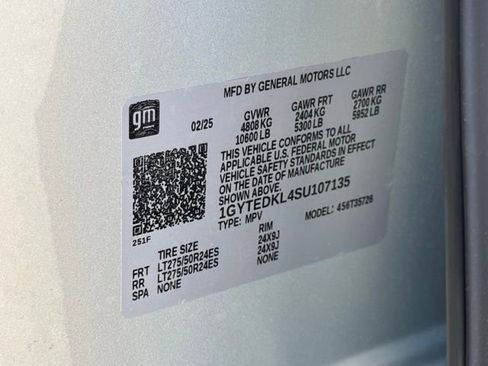 MFD BY GENERAL MOTORS LLC
gm
02/25
GVWR GAWR FRT GAWR RR
4808 KG 2404 KG 2700 KG
10600 LB 5300 LB 5952 LB
THIS VEHICLE CONFORMS TO ALL
APPLICABLE U.S. FEDERAL MOTOR
VEHICLE SAFETY STANDARDS IN EFFECT
ON THE DATE OF MANUFACTURE
SHOWN ABOVE.
1GYTEDKL4SU107135
TYPE: MPV MODEL: 456T35726
251F
TIRE SIZE RIM
FRT LT275/50R24ES 24X9J
RR LT275/50R24ES 24X9J
SPA NONE NONE